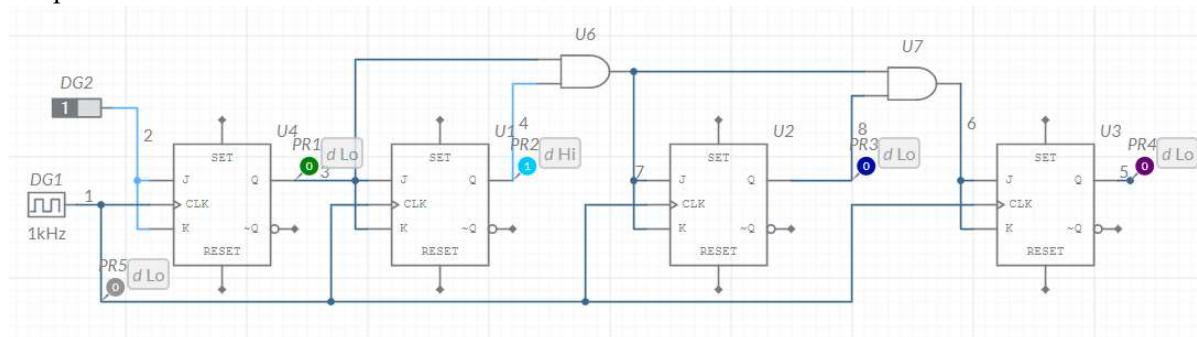 U6
U7
DG2
1
2
4
8
6
SET
U4
PR1
d Lo
SET
U1
PR2
d Hi
SET
U2
PR3
d Lo
SET
U3
PR4
d Lo
0
1
0
0
J
Q
3
J
Q
7
J
Q
J
Q
5
DG1
1
CLK
CLK
CLK
CLK
1kHz
K
~Q
K
~Q
K
~Q
K
~Q
RESET
RESET
RESET
RESET
PR5
d Lo
0